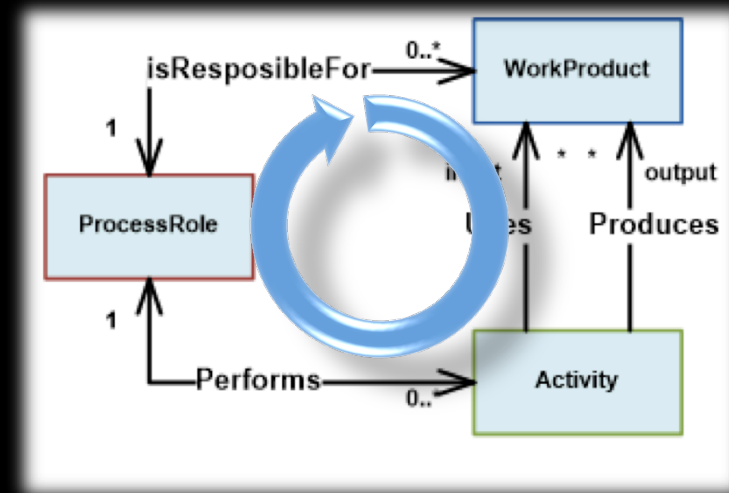 isResposibleFor
0..*
WorkProduct
1
* *
output
ProcessRole
Produces
1
Performs
0..*
Activity